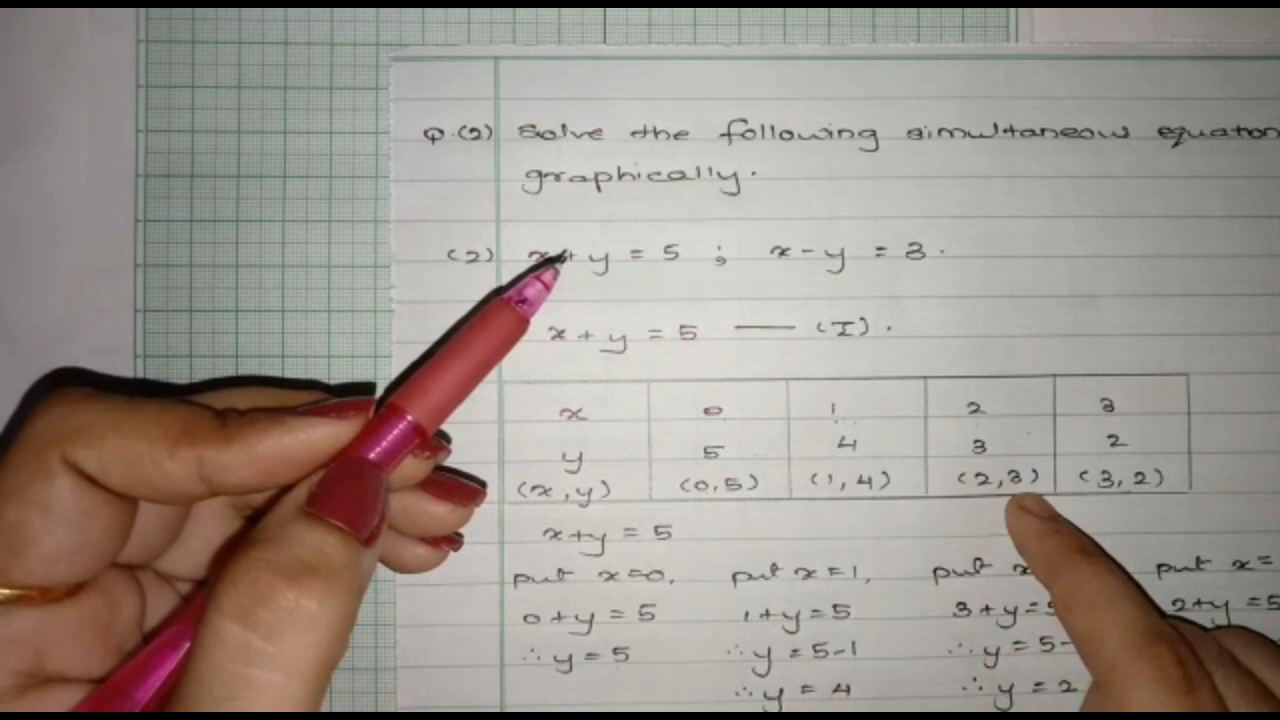 Q.(2) Solve the following simultaneous equation
graphically.
(2) x+y = 5 ; x-y = 3.
x+y = 5 —— (I).
x 0 1 2 3
y 5 4 3 2
(x,y) (0,5) (1,4) (2,3) (3,2)
x+y = 5
put x=0, put x=1, put x put x=
0+y=5 1+y=5 3+y= 2+y=5
∴y=5 ∴y=5-1 ∴y=5-
∴y=4 ∴y=2